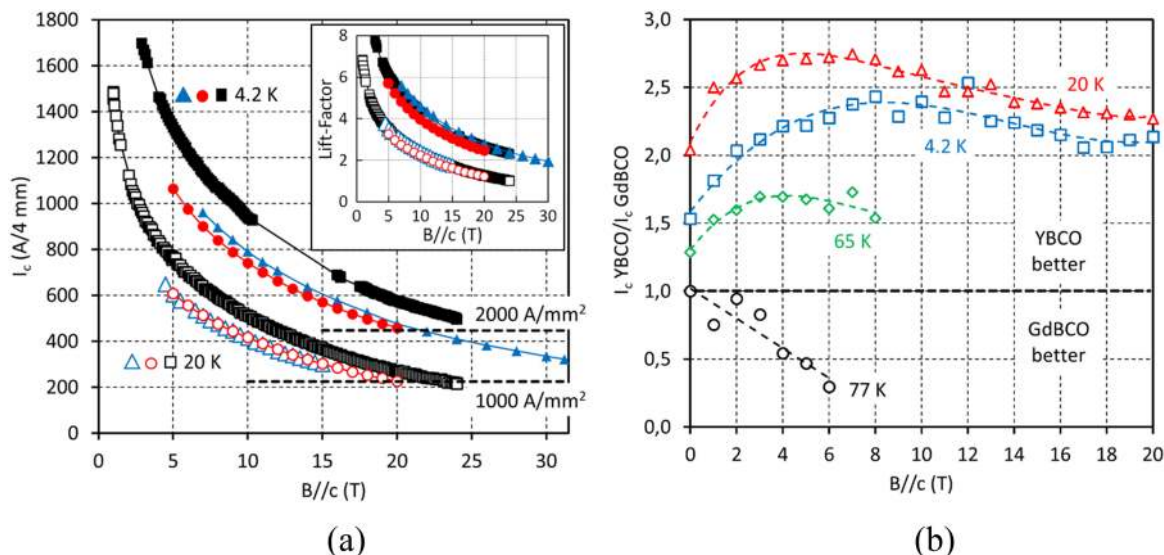 1800
1600
1400
1200
1000
800
600
400
200
0
I_c (A/4 mm)
0 5 10 15 20 25 30
B//c (T)
4.2 K
20 K
2000 A/mm²
1000 A/mm²
8
6
4
2
0
Lift-Factor
0 5 10 15 20 25 30
B//c (T)
(a)
3,0
2,5
2,0
1,5
1,0
0,5
0,0
I_c YBCO/I_c GdBCO
0 2 4 6 8 10 12 14 16 18 20
B//c (T)
20 K
4.2 K
65 K
77 K
YBCO
better
GdBCO
better
(b)